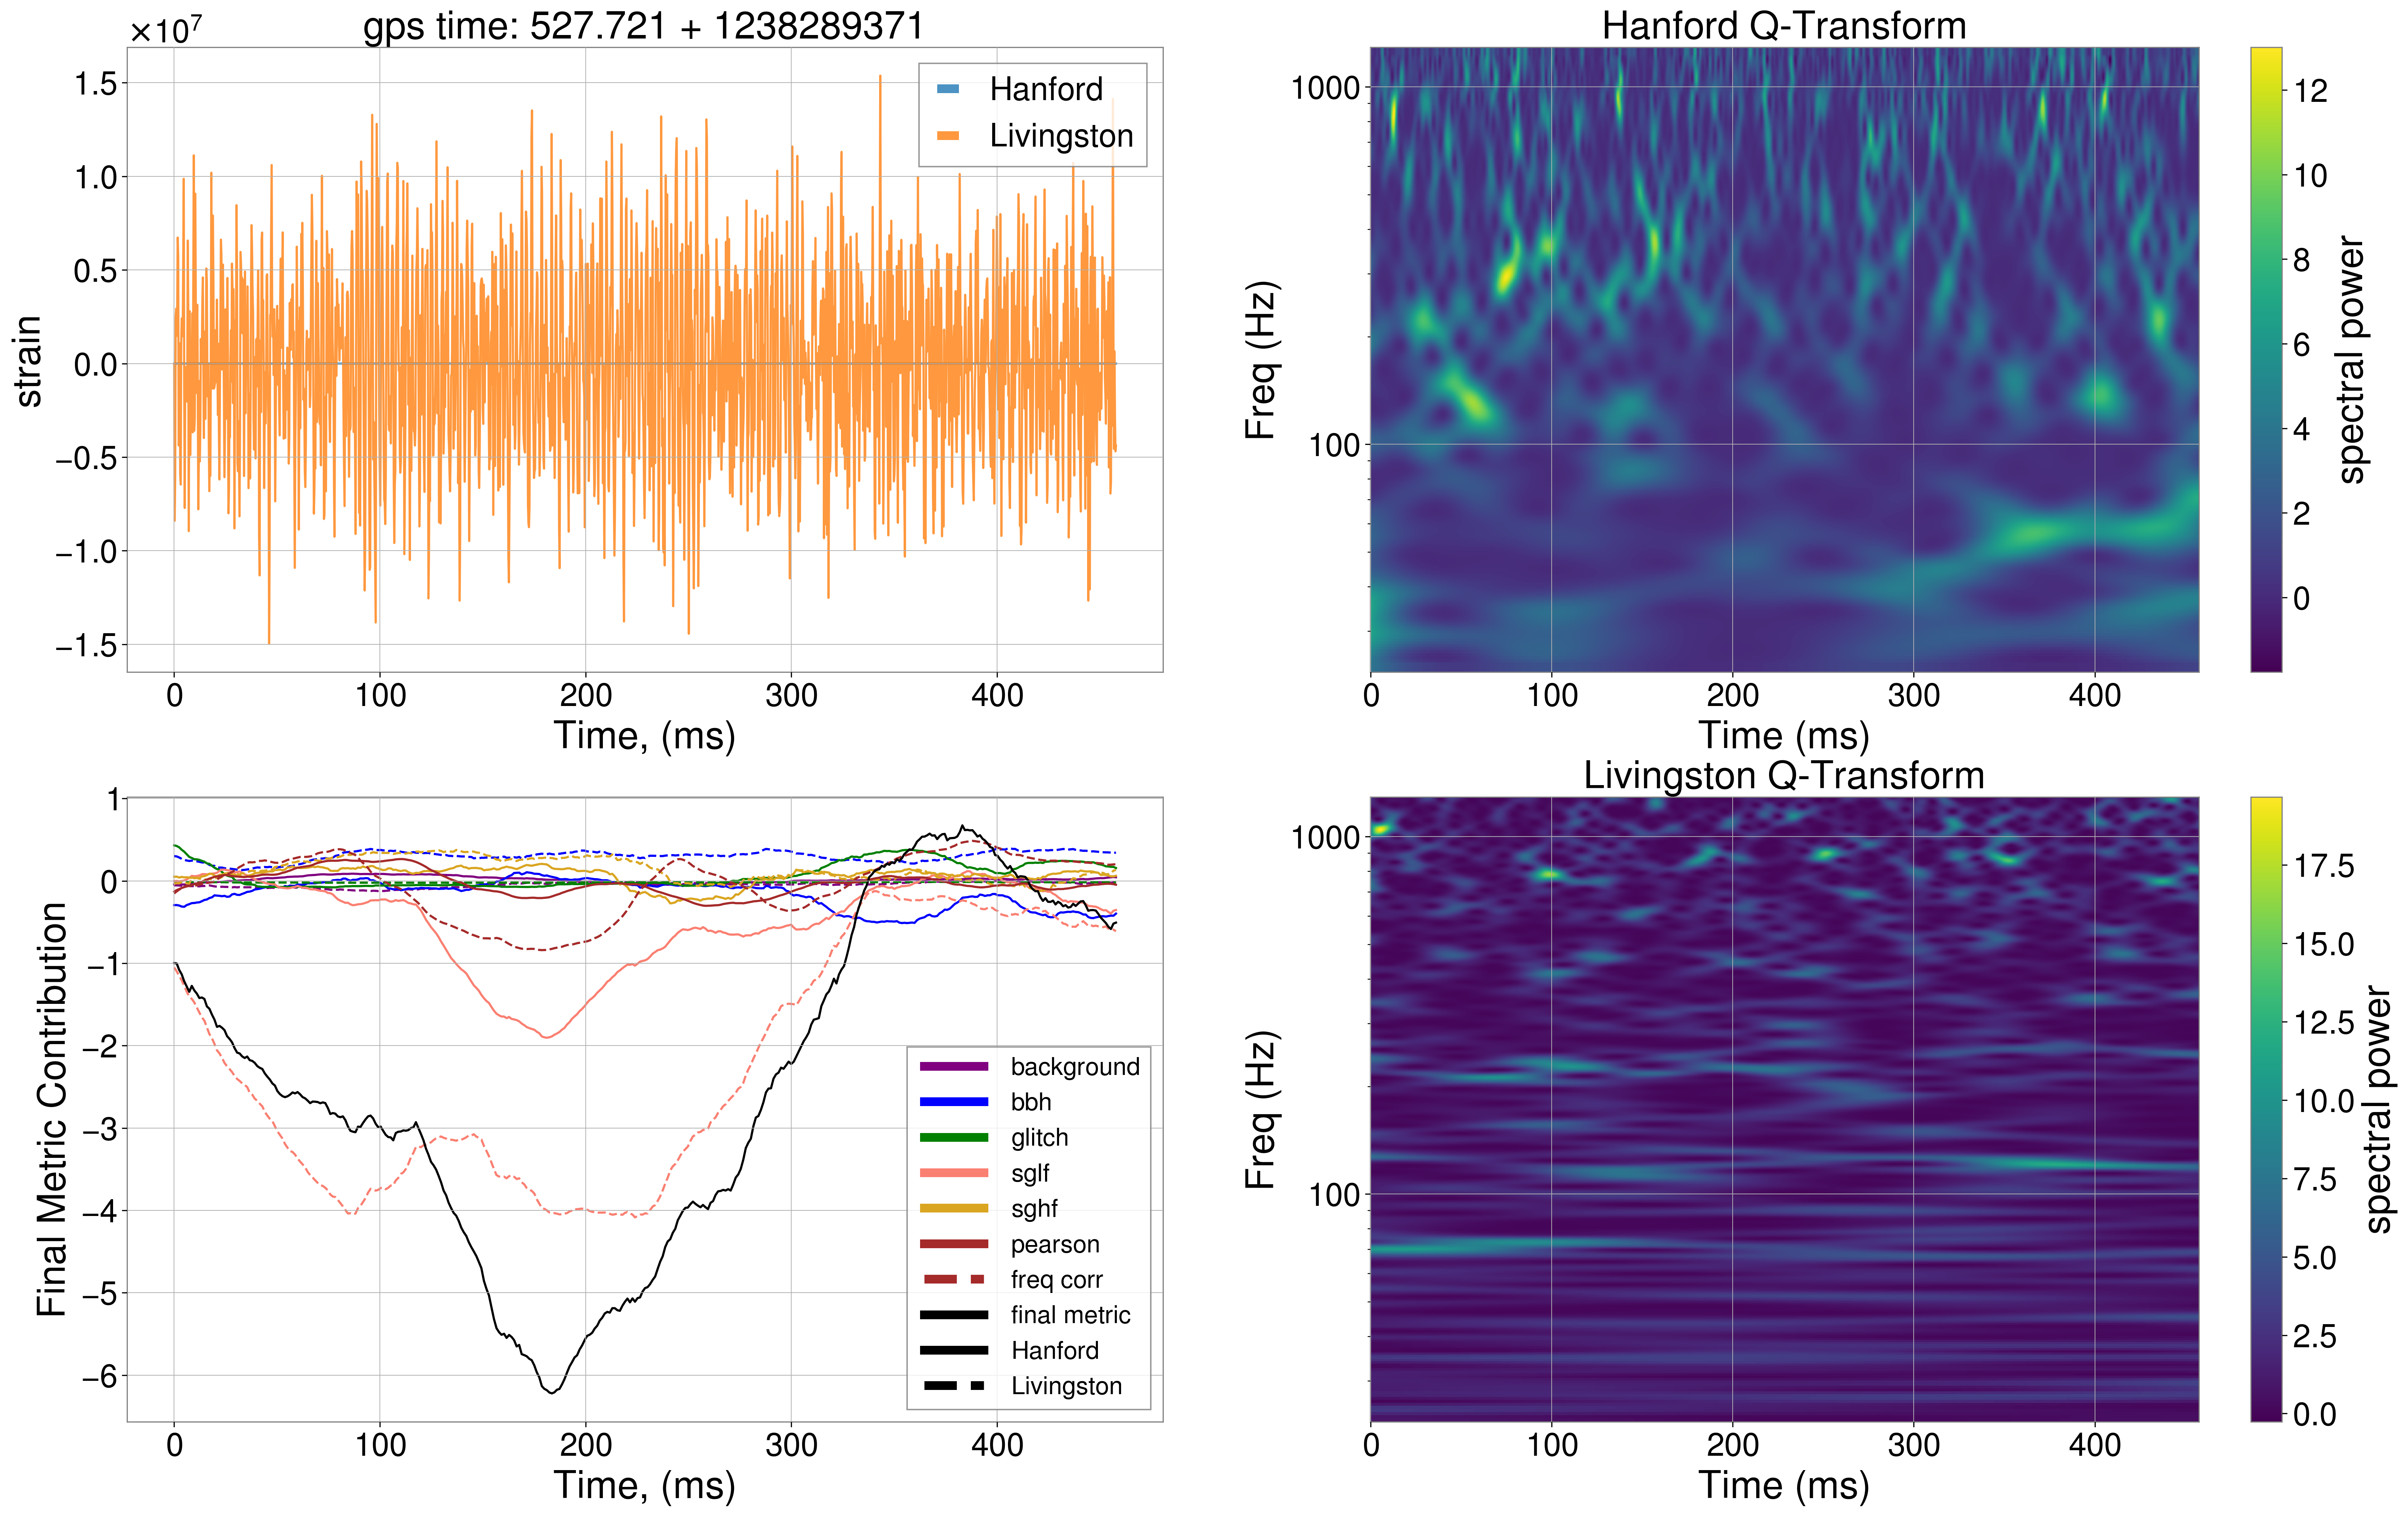 ×10⁷
gps time: 527.721 + 1238289371
1.5
1.0
0.5
0.0
−0.5
−1.0
−1.5
strain
Hanford
Livingston
0 100 200 300 400
Time, (ms)
Hanford Q-Transform
1000
100
Freq (Hz)
0 100 200 300 400
Time (ms)
12
10
8
6
4
2
0
spectral power
1
0
−1
−2
−3
−4
−5
−6
Final Metric Contribution
background
bbh
glitch
sglf
sghf
pearson
freq corr
final metric
Hanford
Livingston
0 100 200 300 400
Time, (ms)
Livingston Q-Transform
1000
100
Freq (Hz)
0 100 200 300 400
Time (ms)
17.5
15.0
12.5
10.0
7.5
5.0
2.5
0.0
spectral power